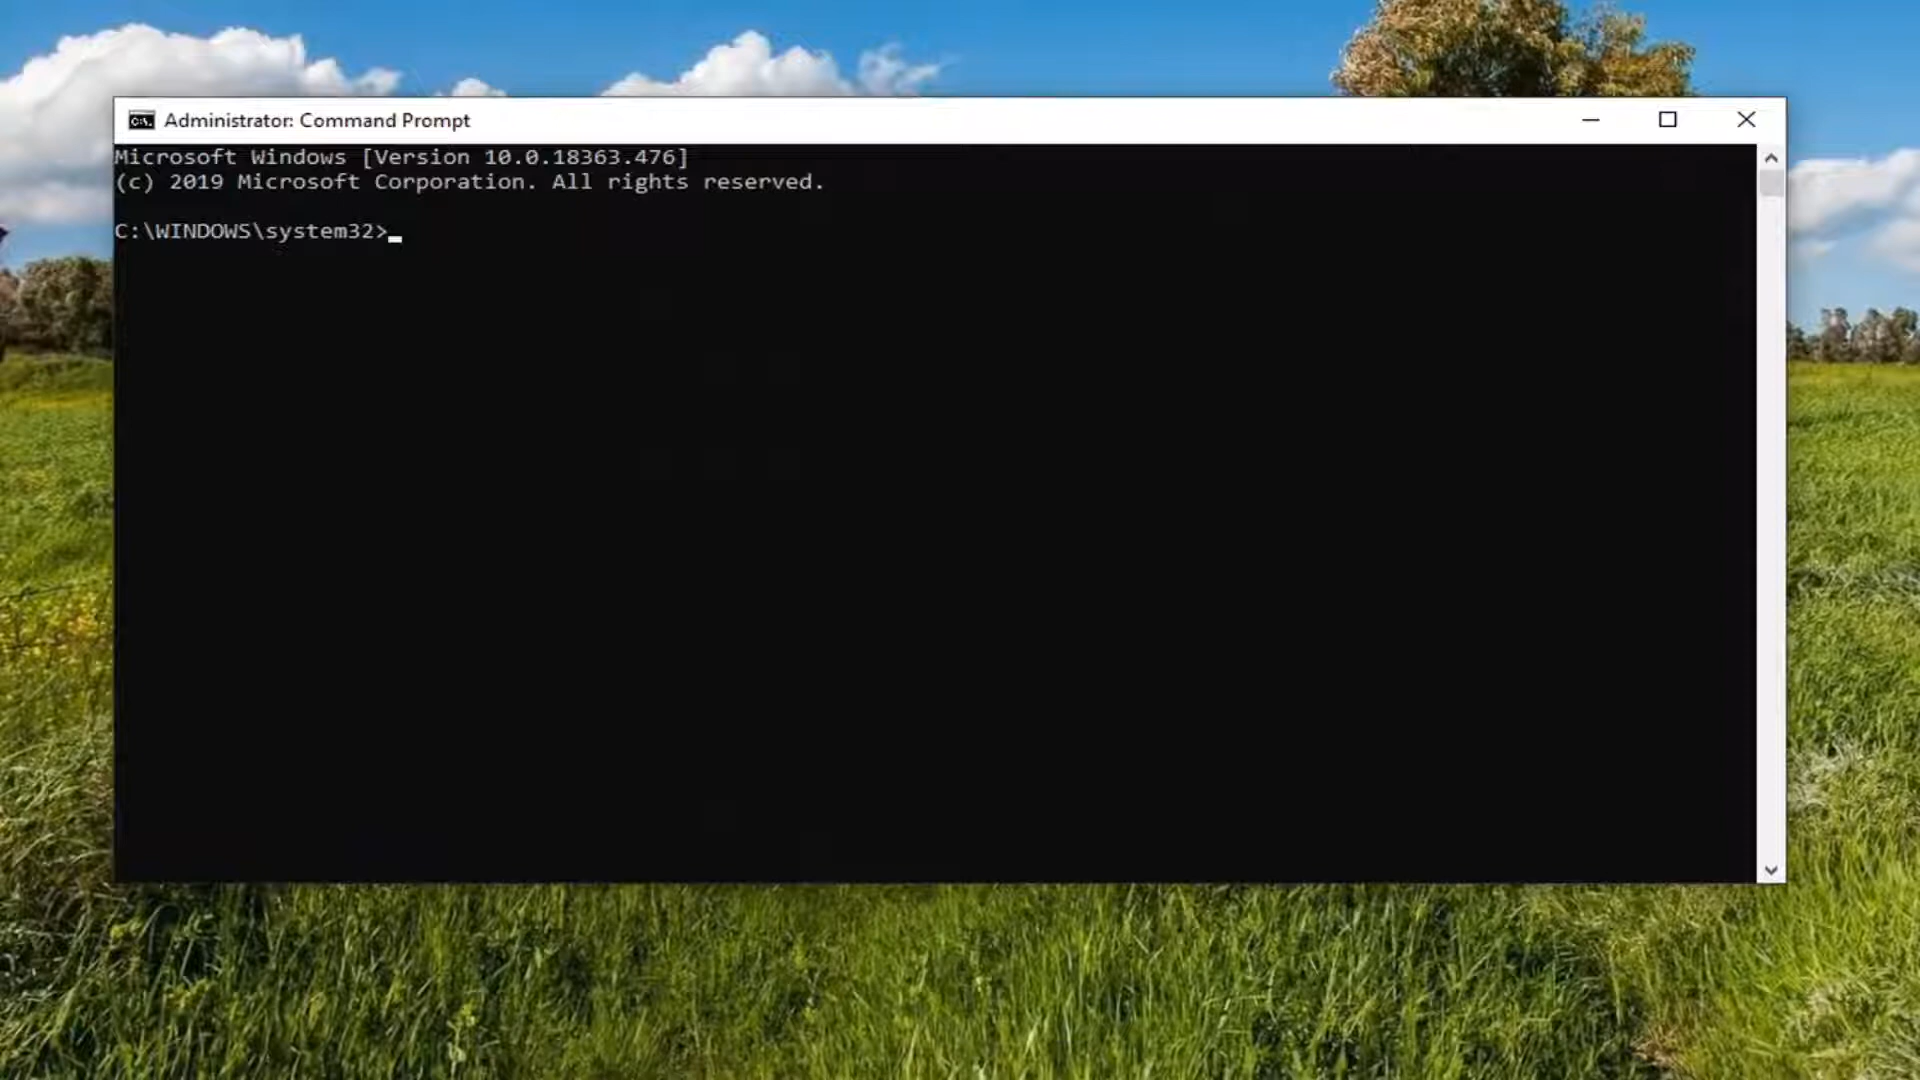 Administrator: Command Prompt
Microsoft Windows [Version 10.0.18363.476]
(c) 2019 Microsoft Corporation. All rights reserved.
C:\WINDOWS\system32>